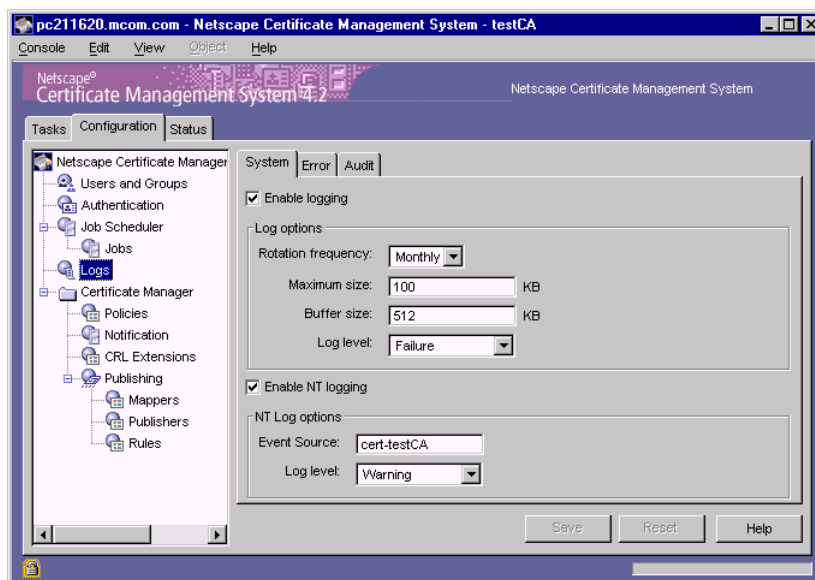 pc211620.mcom.com - Netscape Certificate Management System - testCA
Console Edit View Object Help
Netscape®
Certificate Management System 4.2
Netscape Certificate Management System
Tasks Configuration Status
Netscape Certificate Manager
Users and Groups
Authentication
Job Scheduler
Jobs
Logs
Certificate Manager
Policies
Notification
CRL Extensions
Publishing
Mappers
Publishers
Rules
System Error Audit
Enable logging
Log options
Rotation frequency: Monthly
Maximum size: 100 KB
Buffer size: 512 KB
Log level: Failure
Enable NT logging
NT Log options
Event Source: cert-testCA
Log level: Warning
Save Reset Help